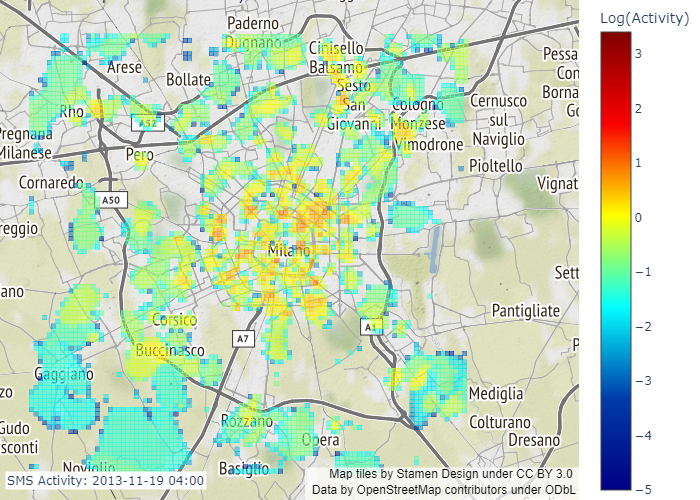 Log(Activity)
3
2
1
0
−1
−2
−3
−4
−5
Paderno
Dugnano
Cinisello
Balsamo
Arese
Bollate
Sesto
San
Giovanni
Cologno
Monzese
Vimodrone
Cernusco
sul
Naviglio
Pioltello
Pessa
Con
Borna
Go
Rho
A52
Pregnana
Milanese
Pero
Cornaredo
A50
Vignat
reggio
Milano
Sett
ano
Pantigliate
Corsico
A7
A1
Buccinasco
P
Gaggiano
zo
Mediglia
Gudo
sconti
Rozzano
Opera
Colturano
Dresano
Noviglio
Basiglio
SMS Activity: 2013-11-19 04:00
Map tiles by Stamen Design under CC BY 3.0
Data by OpenStreetMap contributors under ODbL